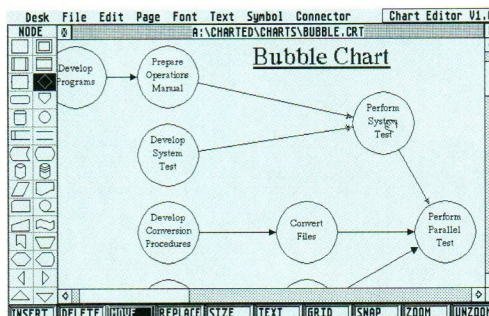 Desk File Edit Page Font Text Symbol Connector Chart Editor V1.
NODE A:\CHARTED\CHARTS\BUBBLE.CRT
Bubble Chart
Develop
Programs
Prepare
Operations
Manual
Perform
System
Test
Develop
System
Test
Develop
Conversion
Procedures
Convert
Files
Perform
Parallel
Test
INSERT DELETE MOVE REPLACE SIZE TEXT GRID SNAP ZOOM UNZOO